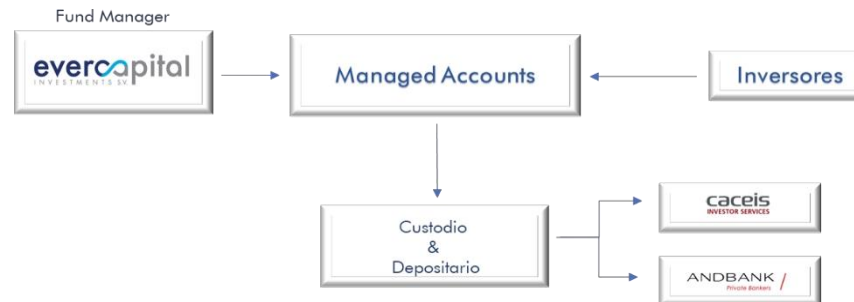 Fund Manager
evercapital
INVESTMENTS SV
Managed Accounts
Inversores
Custodio
&
Depositario
caceis
INVESTOR SERVICES
ANDBANK /
Private Bankers